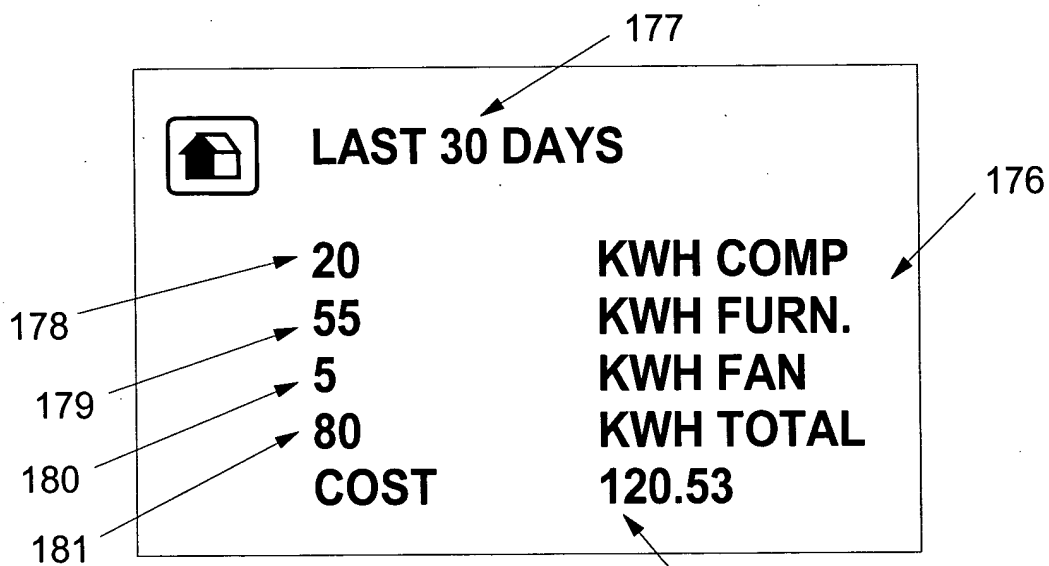 177
LAST 30 DAYS
176
20 KWH COMP
178
55 KWH FURN.
179
5 KWH FAN
180
80 KWH TOTAL
181
COST 120.53